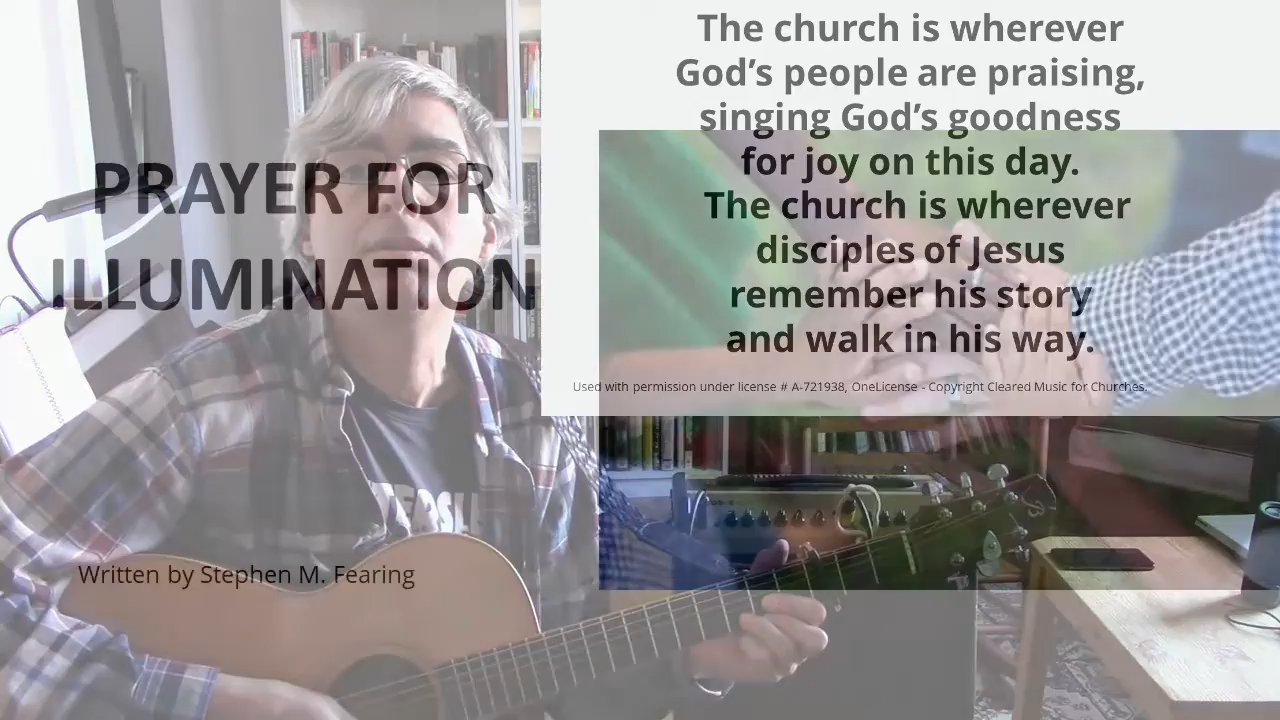 PRAYER FOR
ILLUMINATION
Written by Stephen M. Fearing
The church is wherever
God’s people are praising,
singing God’s goodness
for joy on this day.
The church is wherever
disciples of Jesus
remember his story
and walk in his way.
Used with permission under license # A-721938, OneLicense - Copyright Cleared Music for Churches.